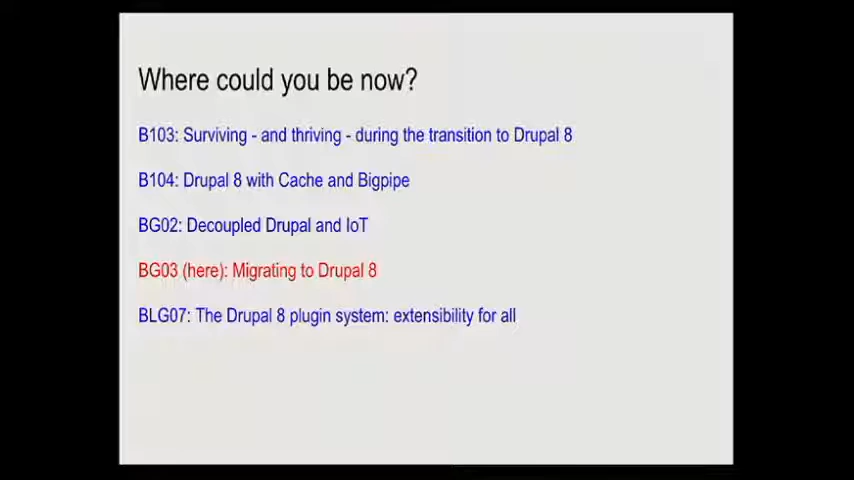 Where could you be now?
B103: Surviving - and thriving - during the transition to Drupal 8
B104: Drupal 8 with Cache and Bigpipe
BG02: Decoupled Drupal and IoT
BG03 (here): Migrating to Drupal 8
BLG07: The Drupal 8 plugin system: extensibility for all